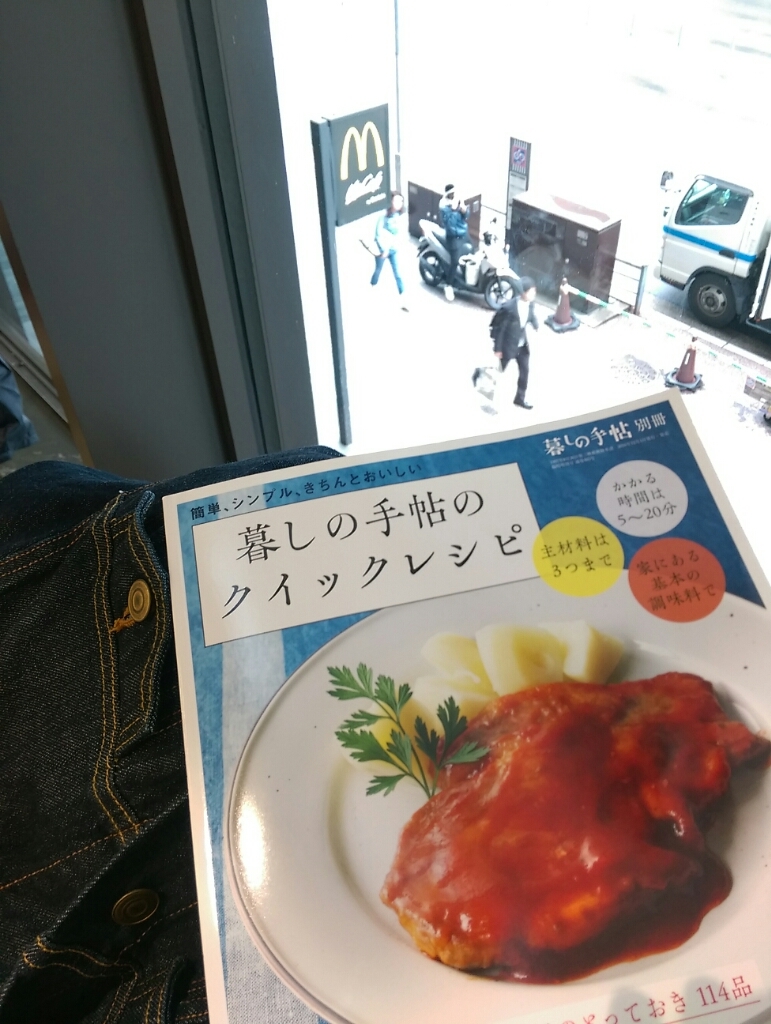 暮しの手帖 別冊
簡単、シンプル、きちんとおいしい
暮しの手帖の
クイックレシピ
かかる
時間は
5〜20分
主材料は
3つまで
家にある
基本の
調味料で
とっておき 114品